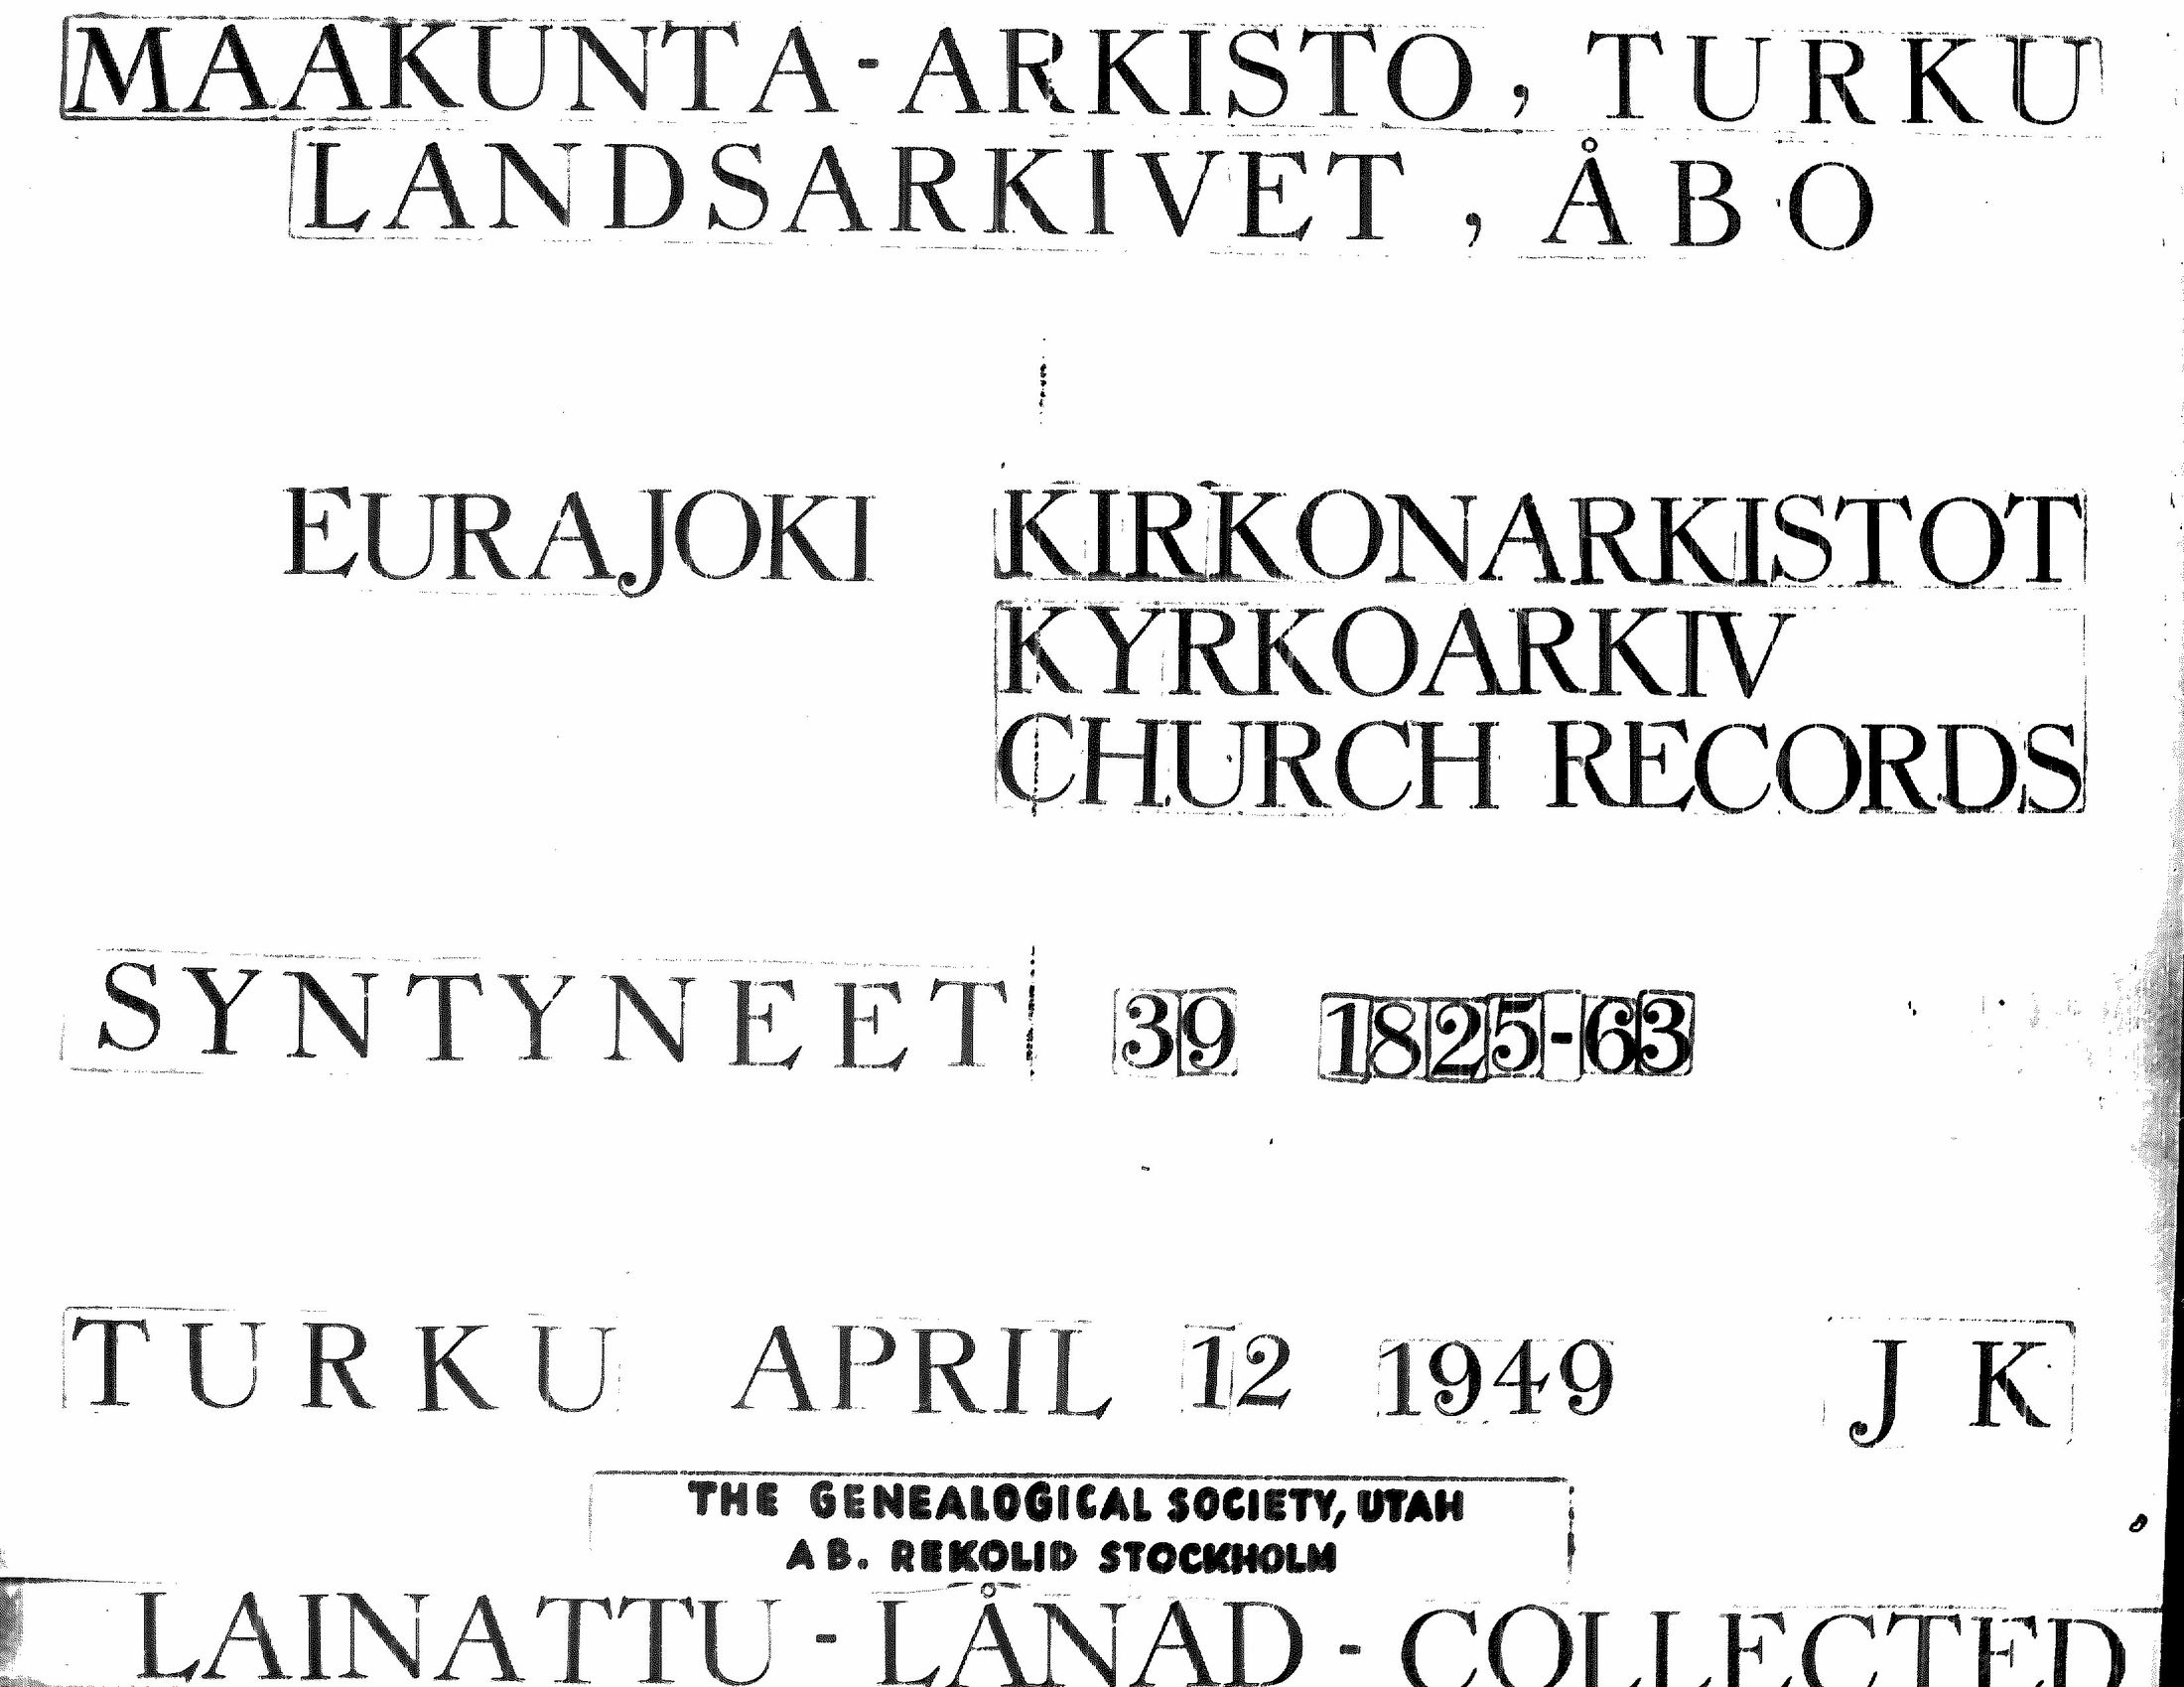 MAAKUNTA-ARKISTO, TURKU
LANDSARKIVET, ÅBO
EURAJOKI KIRKONARKISTOT
KYRKOARKIV
CHURCH RECORDS
SYNTYNEET 39 1825-63
TURKU APRIL 12 1949 J K
THE GENEALOGICAL SOCIETY, UTAH
AB. REKOLID STOCKHOLM
LAINATTU - LÅNAD - COLLECTED